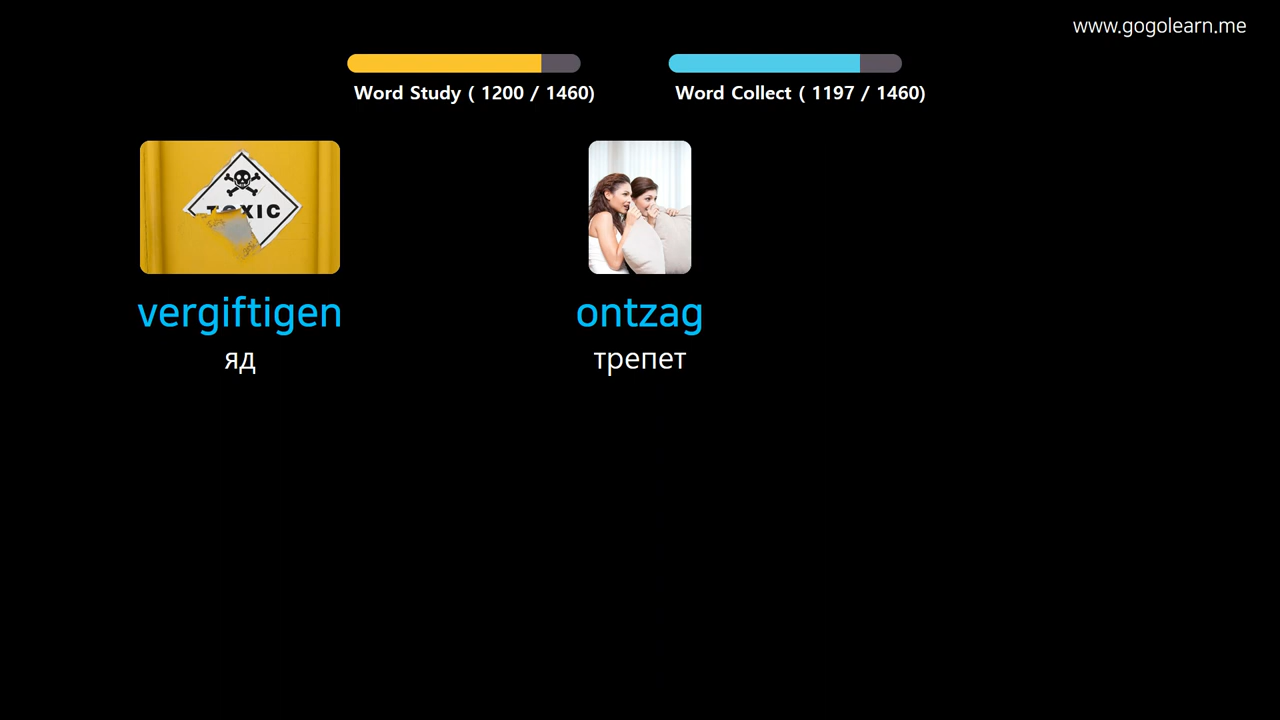 www.gogolearn.me
Word Study ( 1200 / 1460)
Word Collect ( 1197 / 1460)
TOXIC
vergiftigen
ontzag
яд
трепет